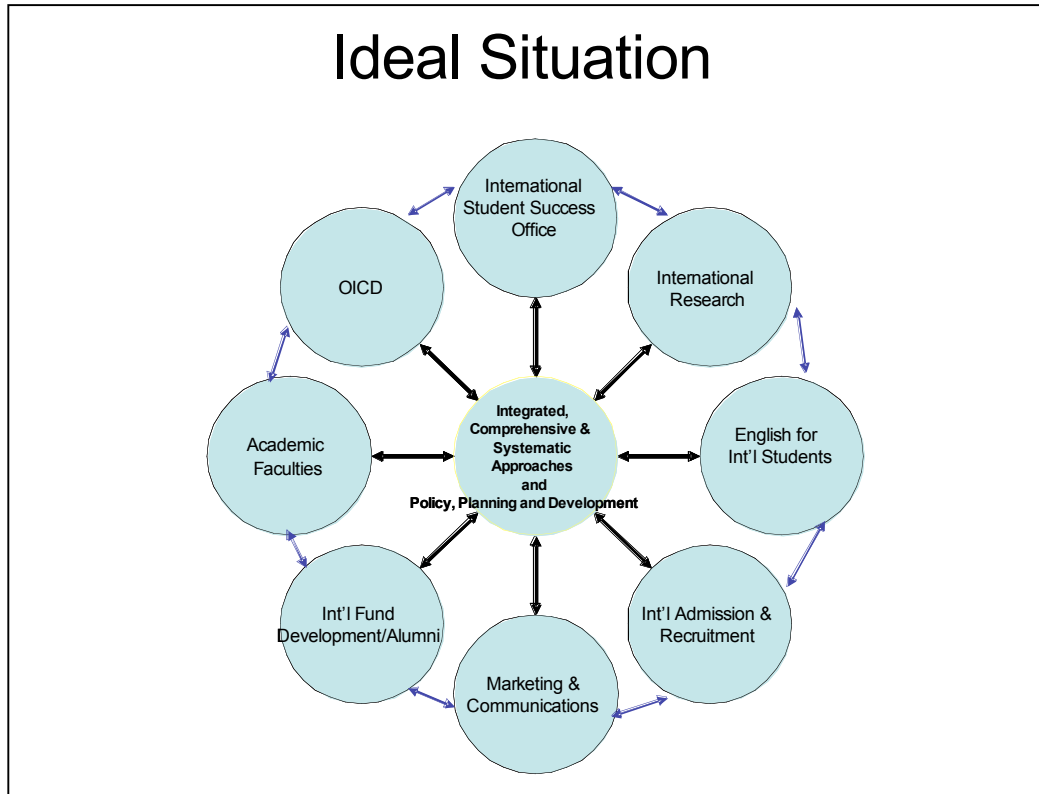 Ideal Situation
International
Student Success
Office
OICD
International
Research
Integrated,
Comprehensive &
Systematic
Approaches
and
Policy, Planning and Development
Academic
Faculties
English for
Int'l Students
Int'l Fund
Development/Alumni
Int'l Admission &
Recruitment
Marketing &
Communications